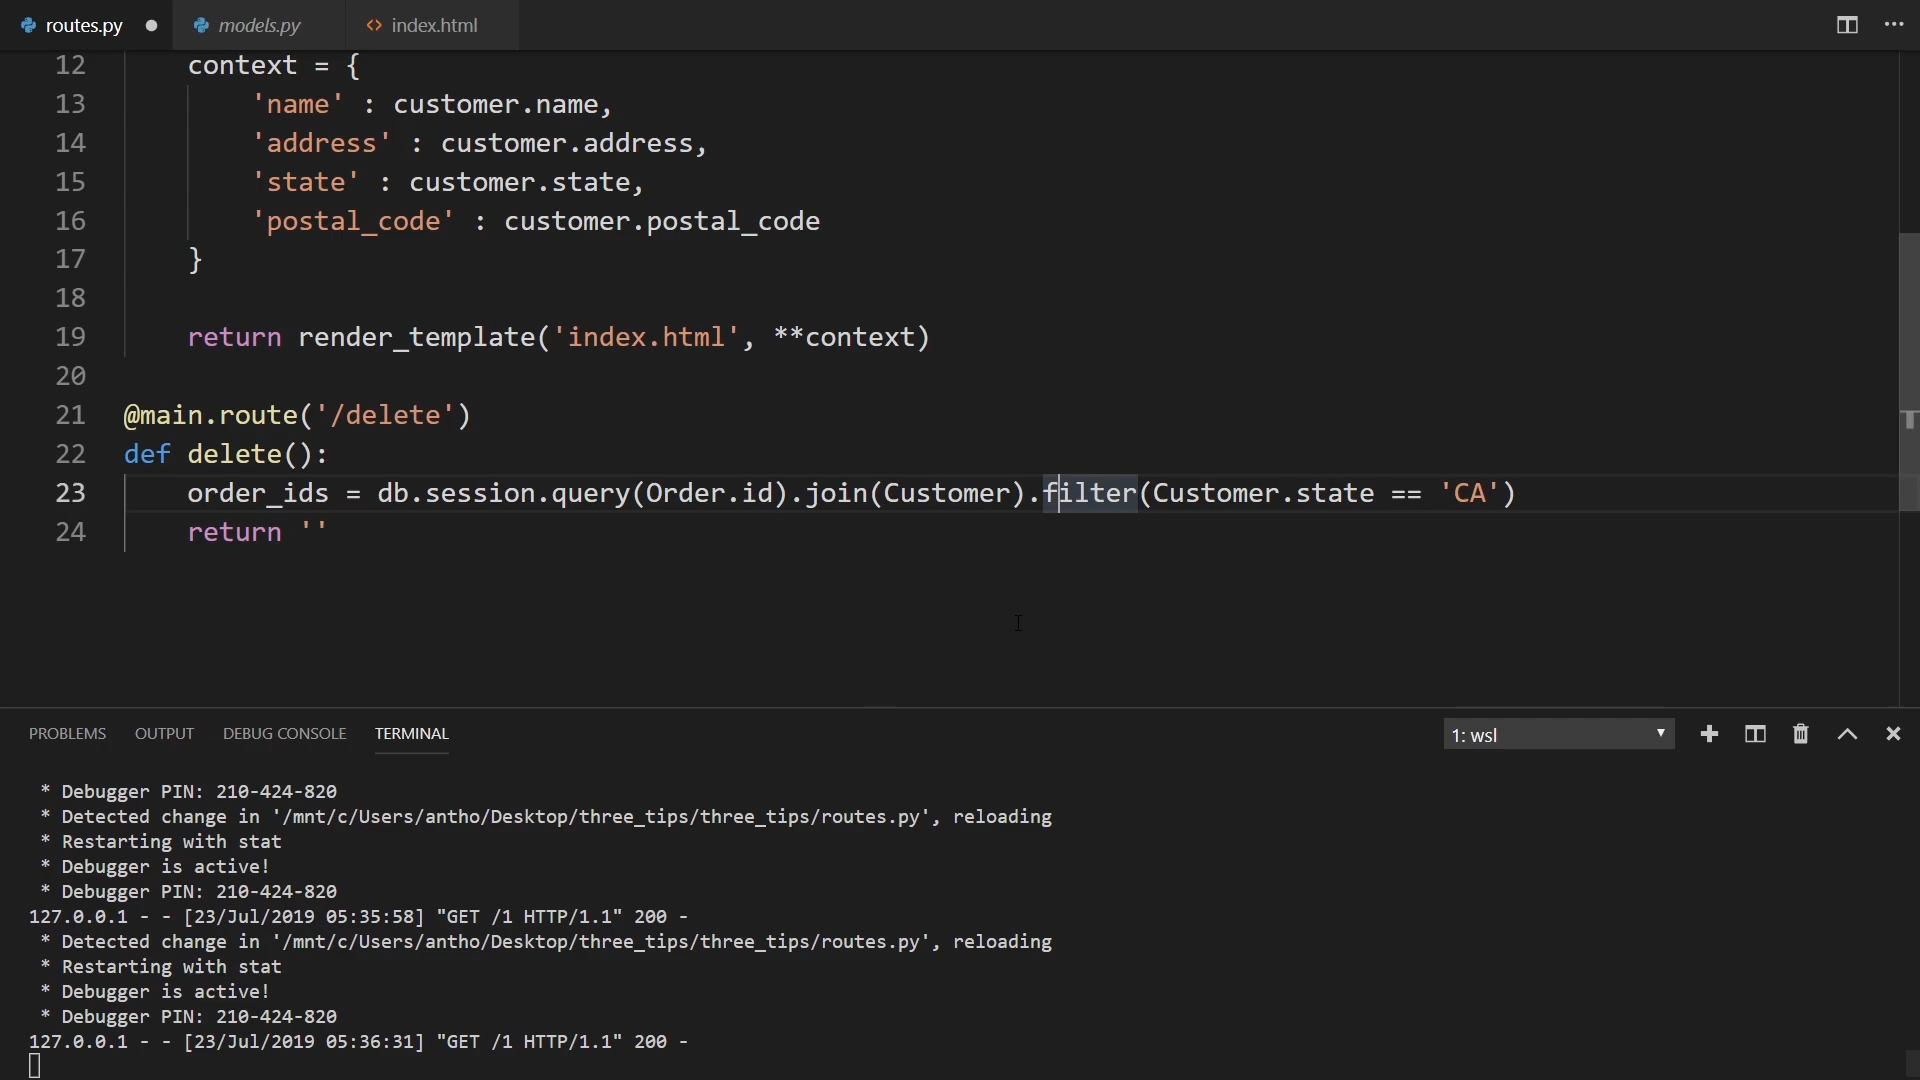 routes.py models.py index.html
12 context = {
13 'name' : customer.name,
14 'address' : customer.address,
15 'state' : customer.state,
16 'postal_code' : customer.postal_code
17 }
18
19 return render_template('index.html', **context)
20
21 @main.route('/delete')
22 def delete():
23 order_ids = db.session.query(Order.id).join(Customer).filter(Customer.state == 'CA')
24 return ''
PROBLEMS OUTPUT DEBUG CONSOLE TERMINAL 1: wsl
* Debugger PIN: 210-424-820
* Detected change in '/mnt/c/Users/antho/Desktop/three_tips/three_tips/routes.py', reloading
* Restarting with stat
* Debugger is active!
* Debugger PIN: 210-424-820
127.0.0.1 - - [23/Jul/2019 05:35:58] "GET /1 HTTP/1.1" 200 -
* Detected change in '/mnt/c/Users/antho/Desktop/three_tips/three_tips/routes.py', reloading
* Restarting with stat
* Debugger is active!
* Debugger PIN: 210-424-820
127.0.0.1 - - [23/Jul/2019 05:36:31] "GET /1 HTTP/1.1" 200 -